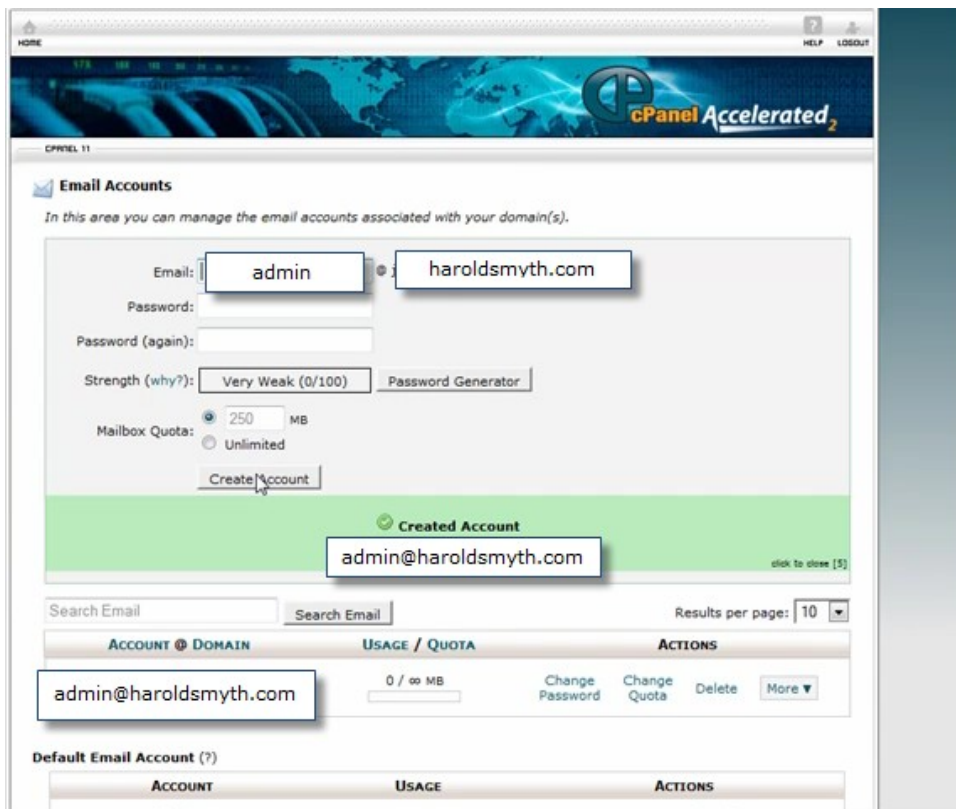 HOME
HELP LOGOUT
cPanel Accelerated2
CPANEL 11
Email Accounts
In this area you can manage the email accounts associated with your domain(s).
Email: admin @ haroldsmyth.com
Password:
Password (again):
Strength (why?): Very Weak (0/100) Password Generator
Mailbox Quota: 250 MB
Unlimited
Create Account
Created Account
admin@haroldsmyth.com
click to close [5]
Search Email Search Email Results per page: 10
ACCOUNT @ DOMAIN USAGE / QUOTA ACTIONS
admin@haroldsmyth.com 0 / ∞ MB Change Password Change Quota Delete More ▼
Default Email Account (?)
ACCOUNT USAGE ACTIONS